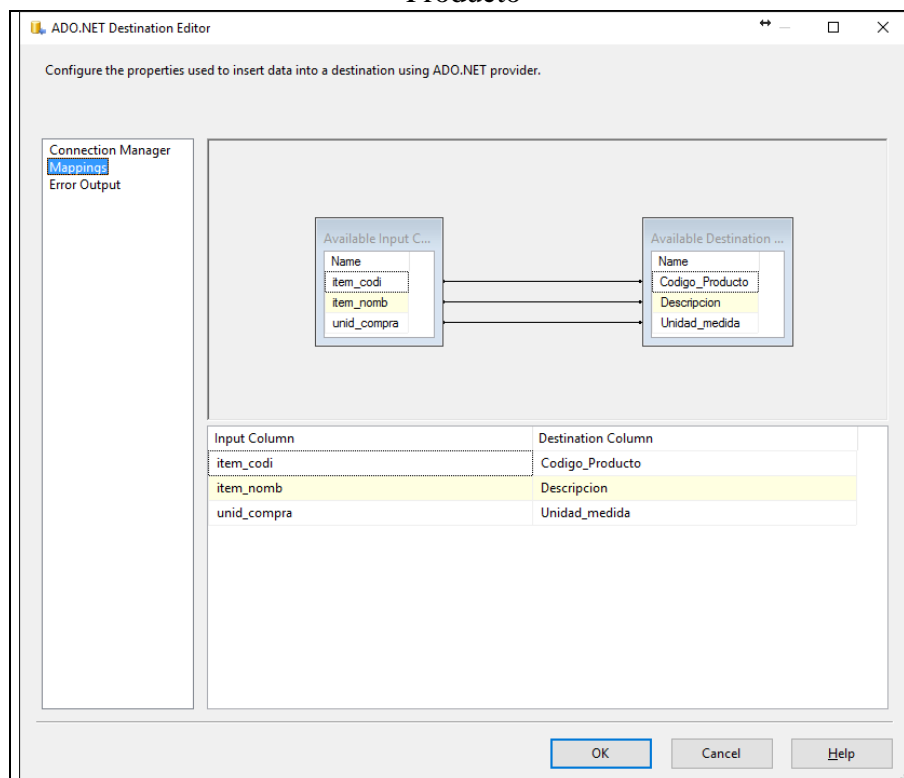 Producto
ADO.NET Destination Editor
Configure the properties used to insert data into a destination using ADO.NET provider.
Connection Manager
Mappings
Error Output
Available Input C...
Name
item_codi
item_nomb
unid_compra
Available Destination ...
Name
Codigo_Producto
Descripcion
Unidad_medida
Input Column Destination Column
item_codi Codigo_Producto
item_nomb Descripcion
unid_compra Unidad_medida
OK Cancel Help